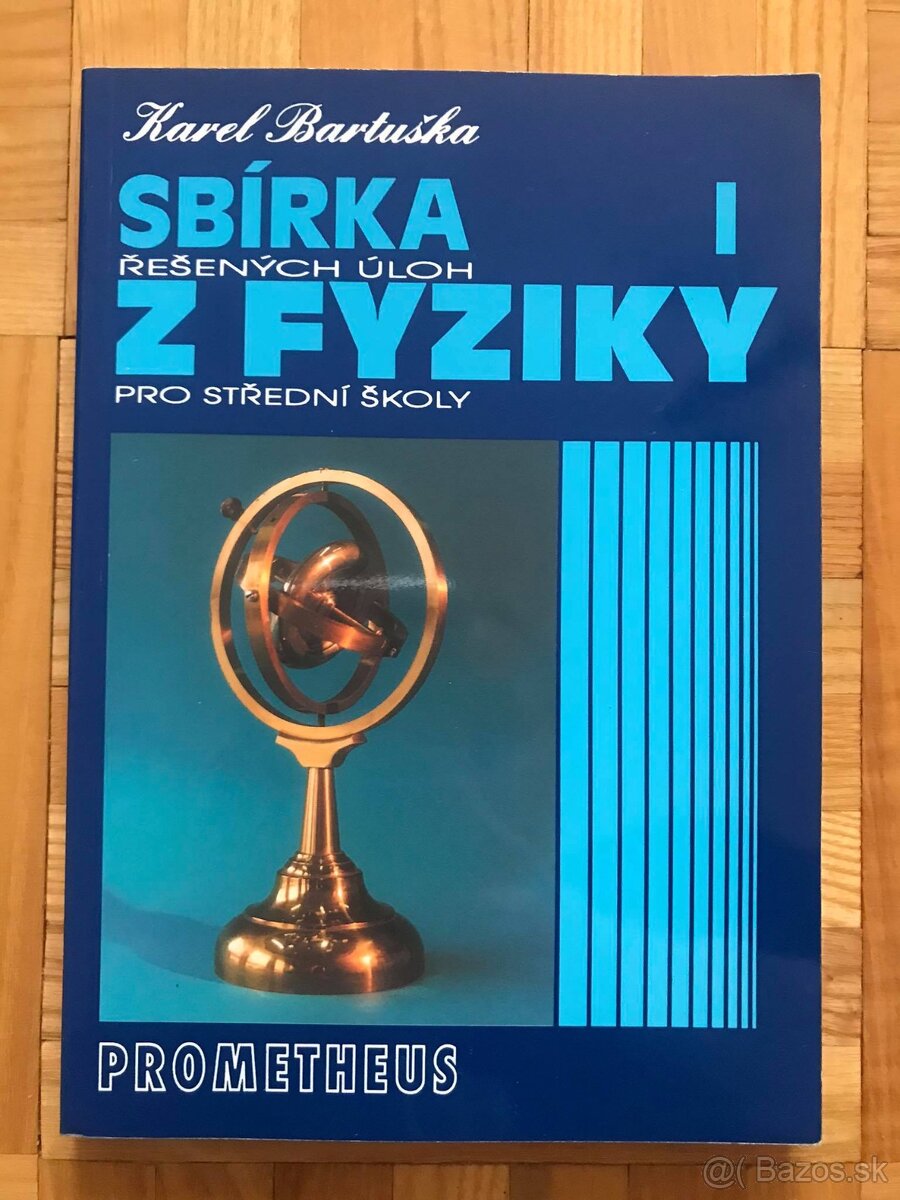 Karel Bartuška
SBÍRKA I
ŘEŠENÝCH ÚLOH
Z FYZIKY
PRO STŘEDNÍ ŠKOLY
PROMETHEUS
@( Bazos.sk